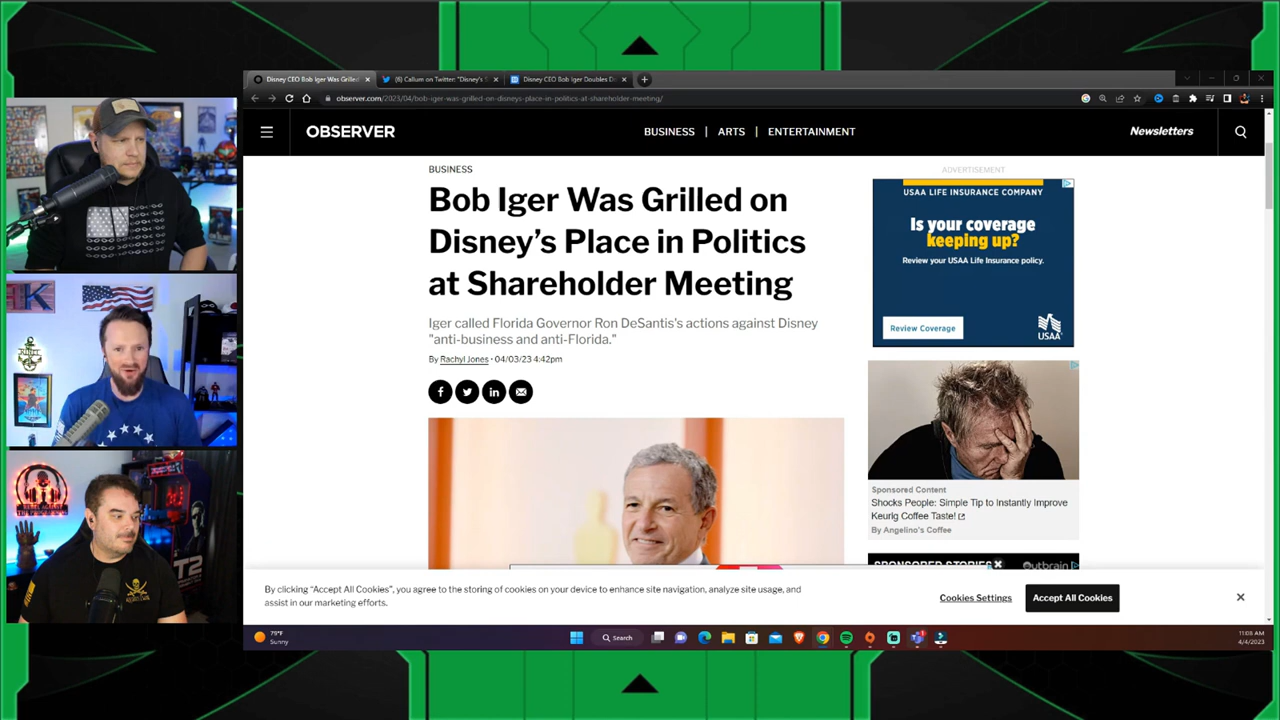 Disney CEO Bob Iger Was Grilled
(6) Callum on Twitter: "Disney's S
Disney CEO Bob Iger Doubles Do
observer.com/2023/04/bob-iger-was-grilled-on-disneys-place-in-politics-at-shareholder-meeting/
OBSERVER
BUSINESS | ARTS | ENTERTAINMENT
Newsletters
BUSINESS
Bob Iger Was Grilled on
Disney's Place in Politics
at Shareholder Meeting
Iger called Florida Governor Ron DeSantis's actions against Disney
"anti-business and anti-Florida."
By Rachyl Jones • 04/03/23 4:42pm
ADVERTISEMENT
USAA LIFE INSURANCE COMPANY
Is your coverage
keeping up?
Review your USAA Life Insurance policy.
Review Coverage
USAA
Sponsored Content
Shocks People: Simple Tip to Instantly Improve
Keurig Coffee Taste!
By Angelino's Coffee
SPONSORED STORIES
Outbrain
By clicking "Accept All Cookies", you agree to the storing of cookies on your device to enhance site navigation, analyze site usage, and
assist in our marketing efforts.
Cookies Settings
Accept All Cookies
79°F
Sunny
Search
11:09 AM
4/4/2023
T2